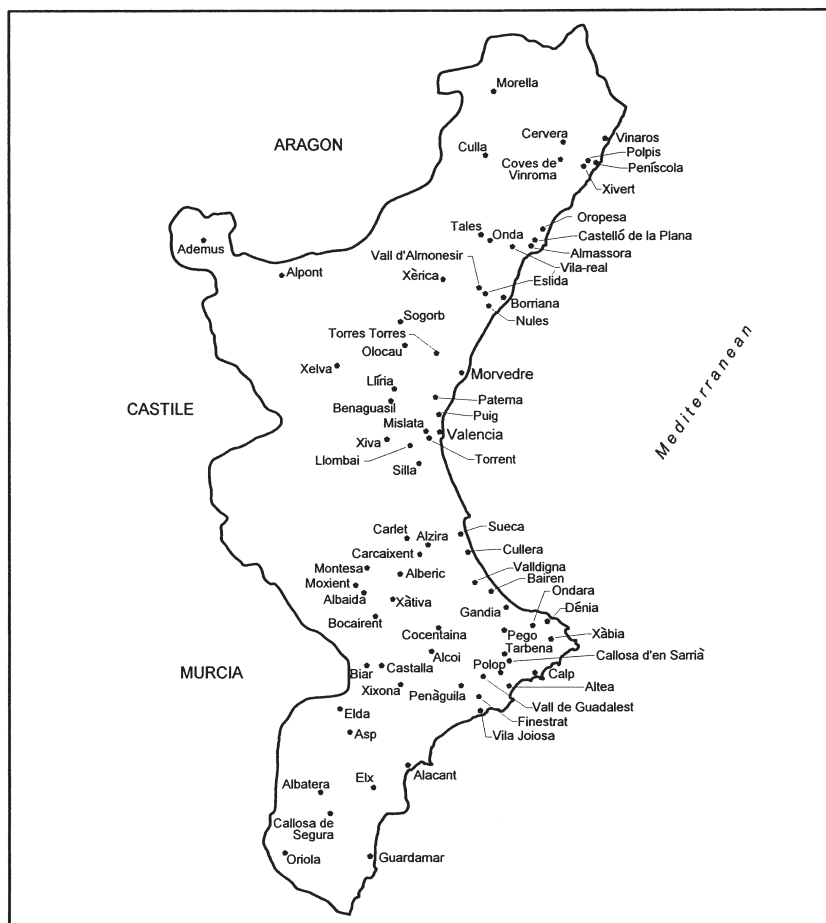 Morella
ARAGON
Cervera
Vinaros
Culla
Polpis
Coves de
Vinroma
Peníscola
Xivert
Oropesa
Tales
Onda
Castelló de la Plana
Ademus
Almassora
Vall d'Almonesir
Vila-real
Alpont
Xèrica
Eslida
Borriana
Nules
Sogorb
Torres Torres
Olocau
Mediterranean
Xelva
Morvedre
Llíria
Paterna
CASTILE
Benaguasil
Puig
Mislata
Valencia
Xiva
Llombai
Torrent
Silla
Sueca
Carlet
Alzira
Cullera
Carcaixent
Valldigna
Montesa
Alberic
Bairén
Moxient
Ondara
Albaida
Xàtiva
Gandia
Dénia
Bocairent
Cocentaina
Pego
Xàbia
Tarbena
Alcoi
Callosa d'en Sarrià
MURCIA
Biar
Castalla
Polop
Calp
Xixona
Penàguila
Altea
Vall de Guadalest
Elda
Finestrat
Asp
Vila Joiosa
Alacant
Albatera
Elx
Callosa de
Segura
Oriola
Guardamar